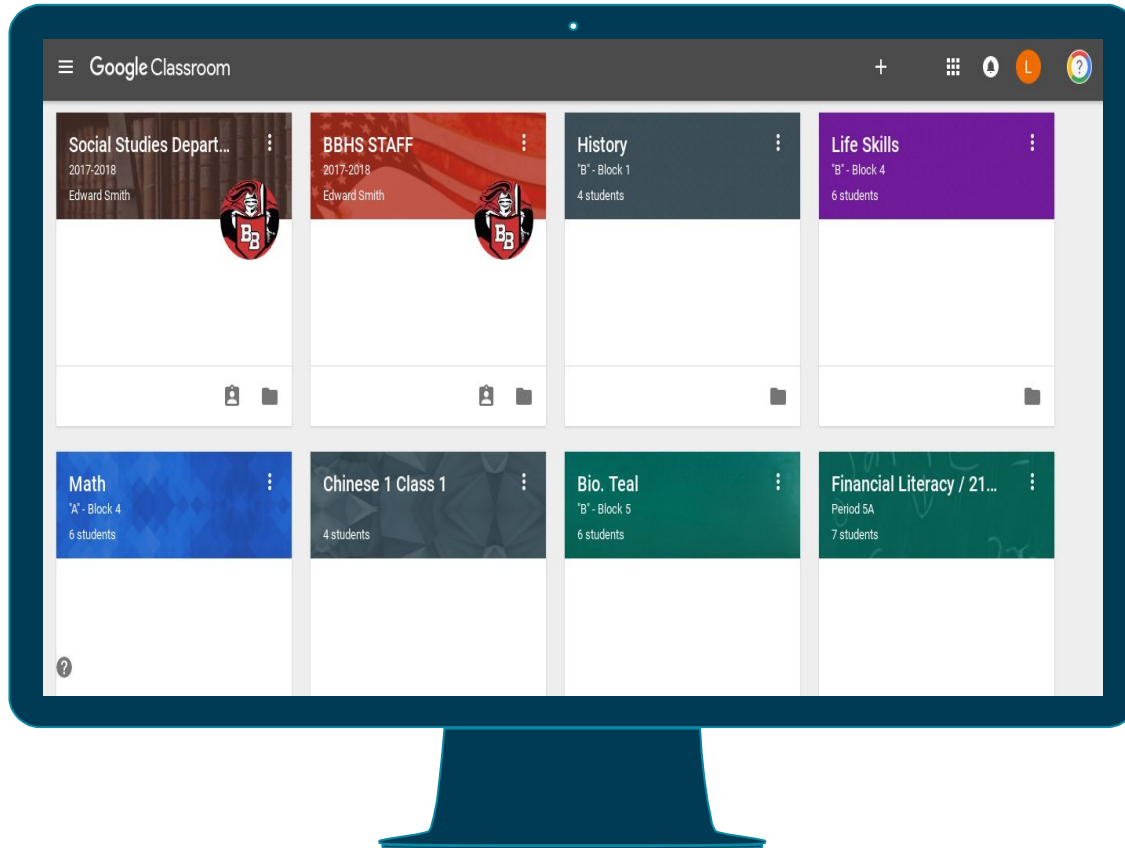 Google Classroom
+
L
?
Social Studies Depart...
2017-2018
Edward Smith
BB
BBHS STAFF
2017-2018
Edward Smith
BB
History
"B" - Block 1
4 students
Life Skills
"B" - Block 4
6 students
Math
"A" - Block 4
6 students
Chinese 1 Class 1
4 students
Bio. Teal
"B" - Block 5
6 students
Financial Literacy / 21...
Period 5A
7 students
?